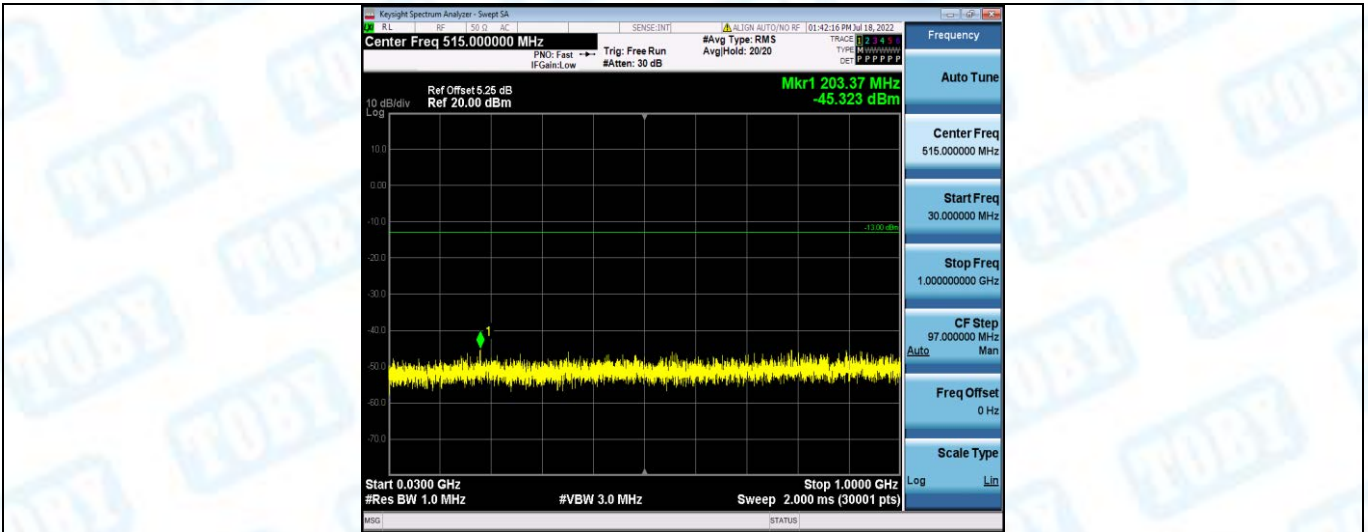 Keysight Spectrum Analyzer - Swept SA
RL RF 50 Ω AC SENSE:INT ALIGN AUTO/NO RF 01:42:16 PM Jul 18, 2022
Center Freq 515.000000 MHz
PNO: Fast
IFGain:Low
Trig: Free Run
#Atten: 30 dB
#Avg Type: RMS
Avg|Hold: 20/20
TRACE 1 2 3 4 5 6
TYPE M W W W W W
DET P P P P P P
Ref Offset 5.25 dB
10 dB/div Ref 20.00 dBm
Log
Mkr1 203.37 MHz
-45.323 dBm
10.0
0.00
-10.0
-13.00 dBm
-20.0
-30.0
-40.0
1
-50.0
-60.0
-70.0
Start 0.0300 GHz Stop 1.0000 GHz
#Res BW 1.0 MHz #VBW 3.0 MHz Sweep 2.000 ms (30001 pts)
MSG STATUS
Frequency
Auto Tune
Center Freq
515.000000 MHz
Start Freq
30.000000 MHz
Stop Freq
1.000000000 GHz
CF Step
97.000000 MHz
Auto Man
Freq Offset
0 Hz
Scale Type
Log Lin
TOBY